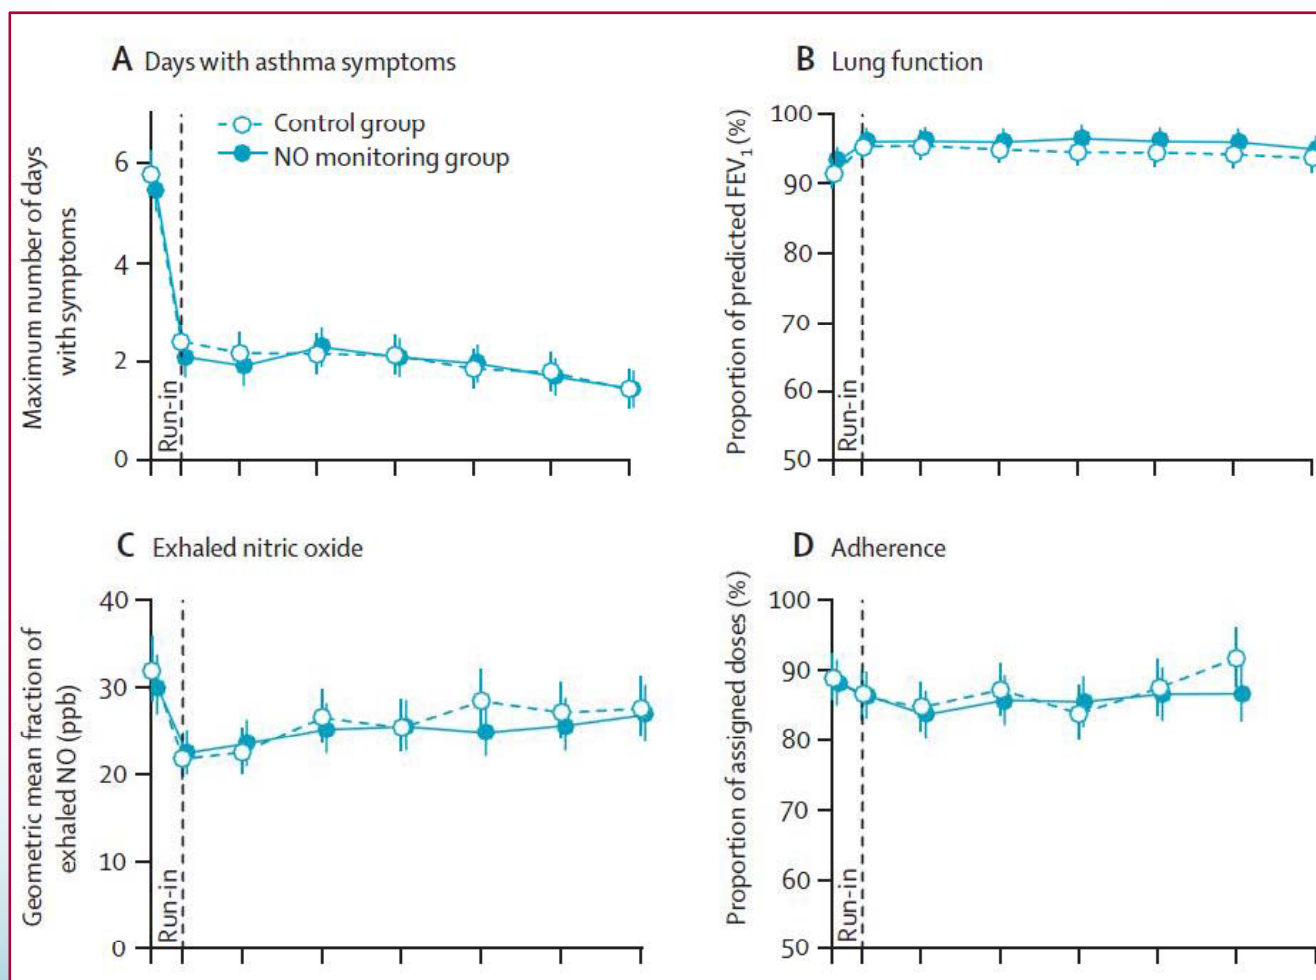 A Days with asthma symptoms
Control group
NO monitoring group
Maximum number of days
with symptoms
6
4
2
0
Run-in
B Lung function
Proportion of predicted FEV₁ (%)
100
90
80
70
60
50
Run-in
C Exhaled nitric oxide
Geometric mean fraction of
exhaled NO (ppb)
40
30
20
10
0
Run-in
D Adherence
Proportion of assigned doses (%)
100
90
80
70
60
50
Run-in